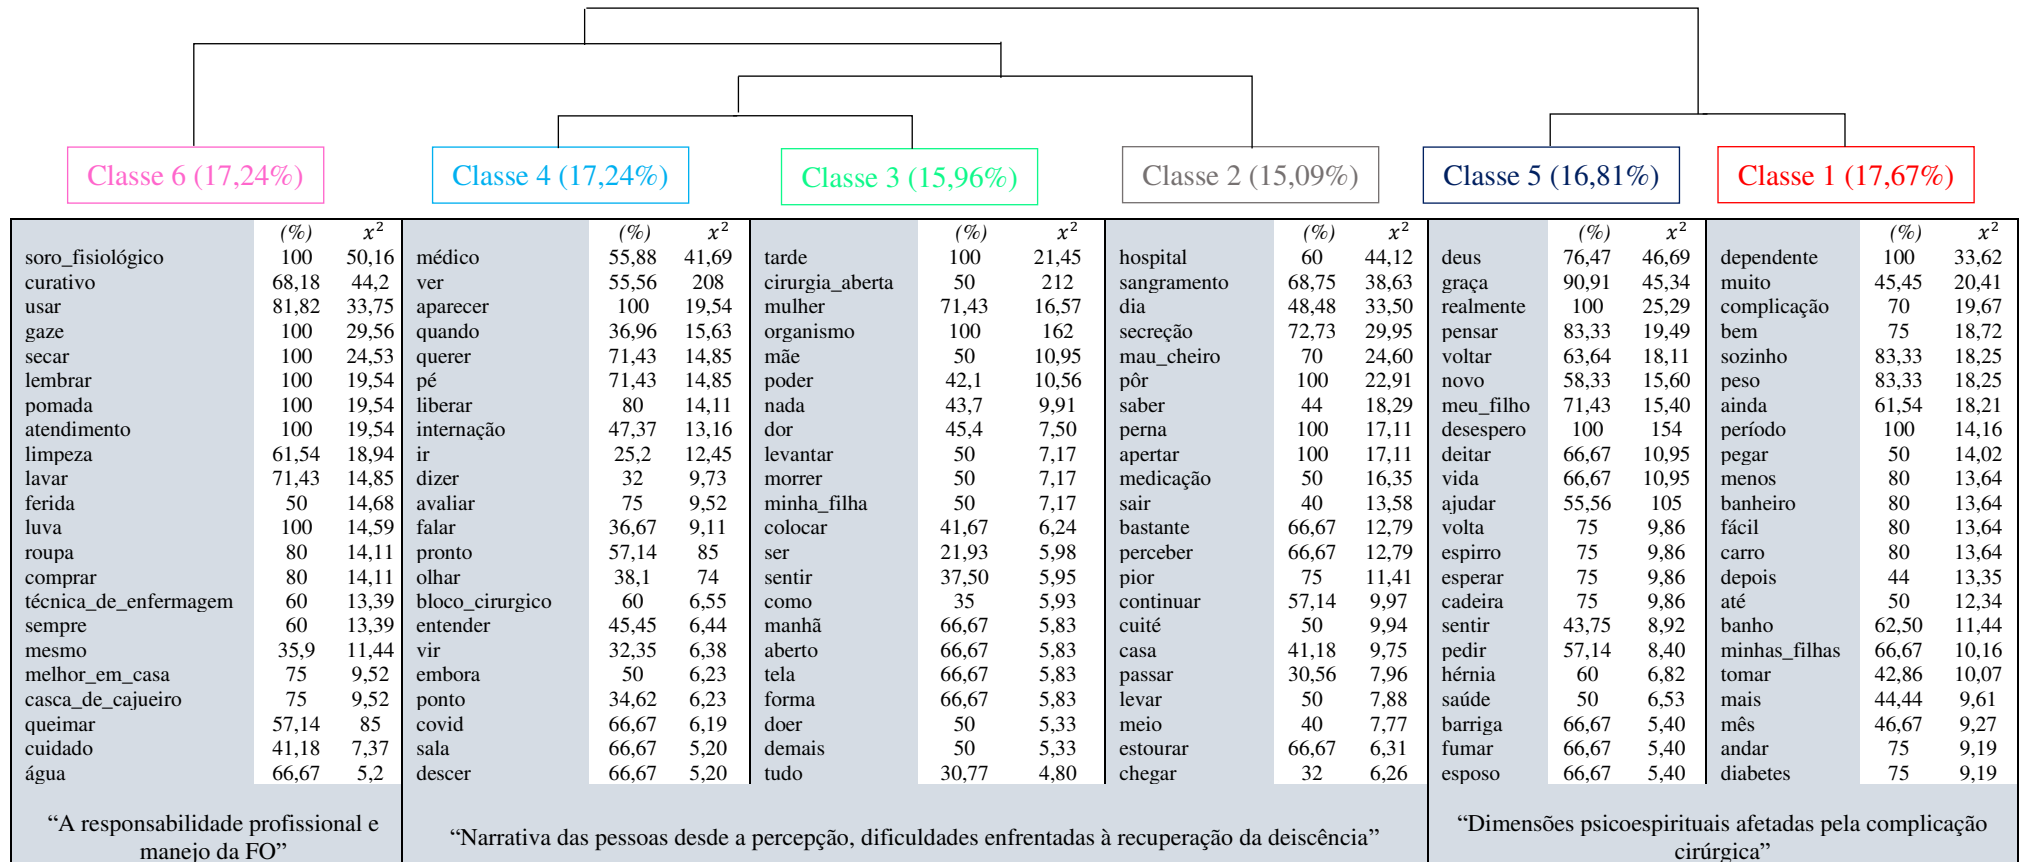 Classe 6 (17,24%) Classe 4 (17,24%) Classe 3 (15,96%) Classe 2 (15,09%) Classe 5 (16,81%) Classe 1 (17,67%)
(%) x² (%) x² (%) x² (%) x² (%) x² (%) x²
soro_fisiológico 100 50,16 médico 55,88 41,69 tarde 100 21,45 hospital 60 44,12 deus 76,47 46,69 dependente 100 33,62
curativo 68,18 44,2 ver 55,56 208 cirurgia_aberta 50 212 sangramento 68,75 38,63 graça 90,91 45,34 muito 45,45 20,41
usar 81,82 33,75 aparecer 100 19,54 mulher 71,43 16,57 dia 48,48 33,50 realmente 100 25,29 complicação 70 19,67
gaze 100 29,56 quando 36,96 15,63 organismo 100 162 secreção 72,73 29,95 pensar 83,33 19,49 bem 75 18,72
secar 100 24,53 querer 71,43 14,85 mãe 50 10,95 mau_cheiro 70 24,60 voltar 63,64 18,11 sozinho 83,33 18,25
lembrar 100 19,54 pé 71,43 14,85 poder 42,1 10,56 pôr 100 22,91 novo 58,33 15,60 peso 83,33 18,25
pomada 100 19,54 liberar 80 14,11 nada 43,7 9,91 saber 44 18,29 meu_filho 71,43 15,40 ainda 61,54 18,21
atendimento 100 19,54 internação 47,37 13,16 dor 45,4 7,50 perna 100 17,11 desespero 100 154 período 100 14,16
limpeza 61,54 18,94 ir 25,2 12,45 levantar 50 7,17 apertar 100 17,11 deitar 66,67 10,95 pegar 50 14,02
lavar 71,43 14,85 dizer 32 9,73 morrer 50 7,17 medicação 50 16,35 vida 66,67 10,95 menos 80 13,64
ferida 50 14,68 avaliar 75 9,52 minha_filha 50 7,17 sair 40 13,58 ajudar 55,56 105 banheiro 80 13,64
luva 100 14,59 falar 36,67 9,11 colocar 41,67 6,24 bastante 66,67 12,79 volta 75 9,86 fácil 80 13,64
roupa 80 14,11 pronto 57,14 85 ser 21,93 5,98 perceber 66,67 12,79 espirro 75 9,86 carro 80 13,64
comprar 80 14,11 olhar 38,1 74 sentir 37,50 5,95 pior 75 11,41 esperar 75 9,86 depois 44 13,35
técnica_de_enfermagem 60 13,39 bloco_cirurgico 60 6,55 como 35 5,93 continuar 57,14 9,97 cadeira 75 9,86 até 50 12,34
sempre 60 13,39 entender 45,45 6,44 manhã 66,67 5,83 cuité 50 9,94 sentir 43,75 8,92 banho 62,50 11,44
mesmo 35,9 11,44 vir 32,35 6,38 aberto 66,67 5,83 casa 41,18 9,75 pedir 57,14 8,40 minhas_filhas 66,67 10,16
melhor_em_casa 75 9,52 embora 50 6,23 tela 66,67 5,83 passar 30,56 7,96 hérnia 60 6,82 tomar 42,86 10,07
casca_de_cajueiro 75 9,52 ponto 34,62 6,23 forma 66,67 5,83 levar 50 7,88 saúde 50 6,53 mais 44,44 9,61
queimar 57,14 85 covid 66,67 6,19 doer 50 5,33 meio 40 7,77 barriga 66,67 5,40 mês 46,67 9,27
cuidado 41,18 7,37 sala 66,67 5,20 demais 50 5,33 estourar 66,67 6,31 fumar 66,67 5,40 andar 75 9,19
água 66,67 5,2 descer 66,67 5,20 tudo 30,77 4,80 chegar 32 6,26 esposo 66,67 5,40 diabetes 75 9,19
“A responsabilidade profissional e
manejo da FO”
“Narrativa das pessoas desde a percepção, dificuldades enfrentadas à recuperação da deiscência”
“Dimensões psicoespirituais afetadas pela complicação
cirúrgica”